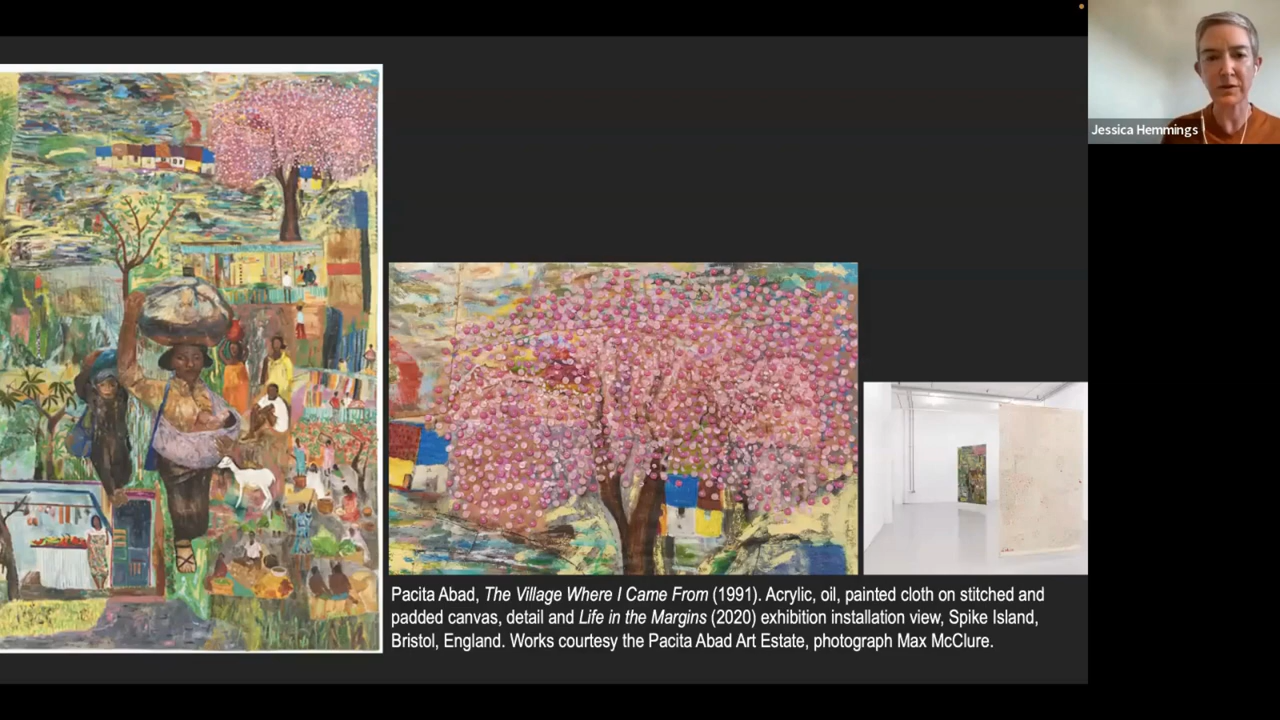 Jessica Hemmings
Pacita Abad, The Village Where I Came From (1991). Acrylic, oil, painted cloth on stitched and
padded canvas, detail and Life in the Margins (2020) exhibition installation view, Spike Island,
Bristol, England. Works courtesy the Pacita Abad Art Estate, photograph Max McClure.